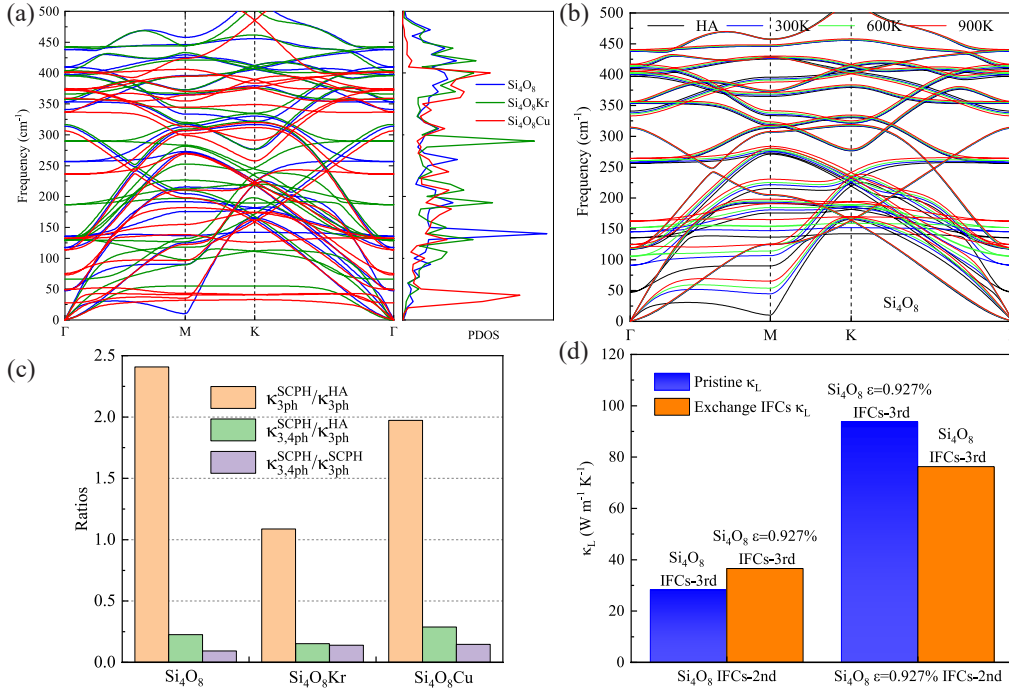 (a)
500
450
400
350
300
250
200
150
100
50
0
Frequency (cm⁻¹)
Γ M K Γ
PDOS
Si₄O₈
Si₄O₈Kr
Si₄O₈Cu
(b)
500
450
400
350
300
250
200
150
100
50
0
Frequency (cm⁻¹)
HA 300K 600K 900K
Si₄O₈
Γ M K
(c)
2.5
2.0
1.5
1.0
0.5
0.0
Ratios
κ₃ₚₕ^SCPH/κ₃ₚₕ^HA
κ₃,₄ₚₕ^SCPH/κ₃ₚₕ^HA
κ₃,₄ₚₕ^SCPH/κ₃ₚₕ^SCPH
Si₄O₈ Si₄O₈Kr Si₄O₈Cu
(d)
120
100
80
60
40
20
0
κL (W m⁻¹ K⁻¹)
Pristine κL
Exchange IFCs κL
Si₄O₈ ε=0.927%
IFCs-3rd
Si₄O₈
IFCs-3rd
Si₄O₈
IFCs-3rd
Si₄O₈ ε=0.927%
IFCs-3rd
Si₄O₈ IFCs-2nd
Si₄O₈ ε=0.927% IFCs-2nd